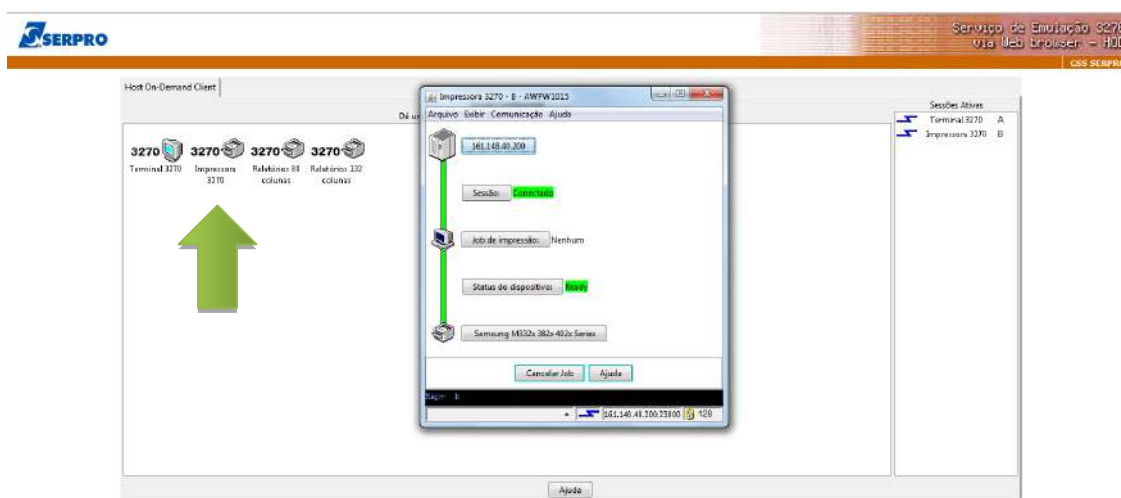 SERPRO
Serviço de Emulação 3270
via Web browser - HOD
CSS SERPRO
Host On-Demand Client
Dê
Impressora 3270 - B - AWFW1015
Arquivo Exibir Comunicação Ajuda
161.148.40.200
Sessão: Conectado
Job de impressão: Nenhum
Status do dispositivo: Ready
Samsung M332x 382x 402x Series
Cancelar Job Ajuda
161.148.40.200:23000 128
3270 3270 3270 3270
Terminal 3270
Impressora
3270
Relatórios 80
colunas
Relatórios 132
colunas
Sessões Ativas
Terminal 3270 A
Impressora 3270 B
Ajuda